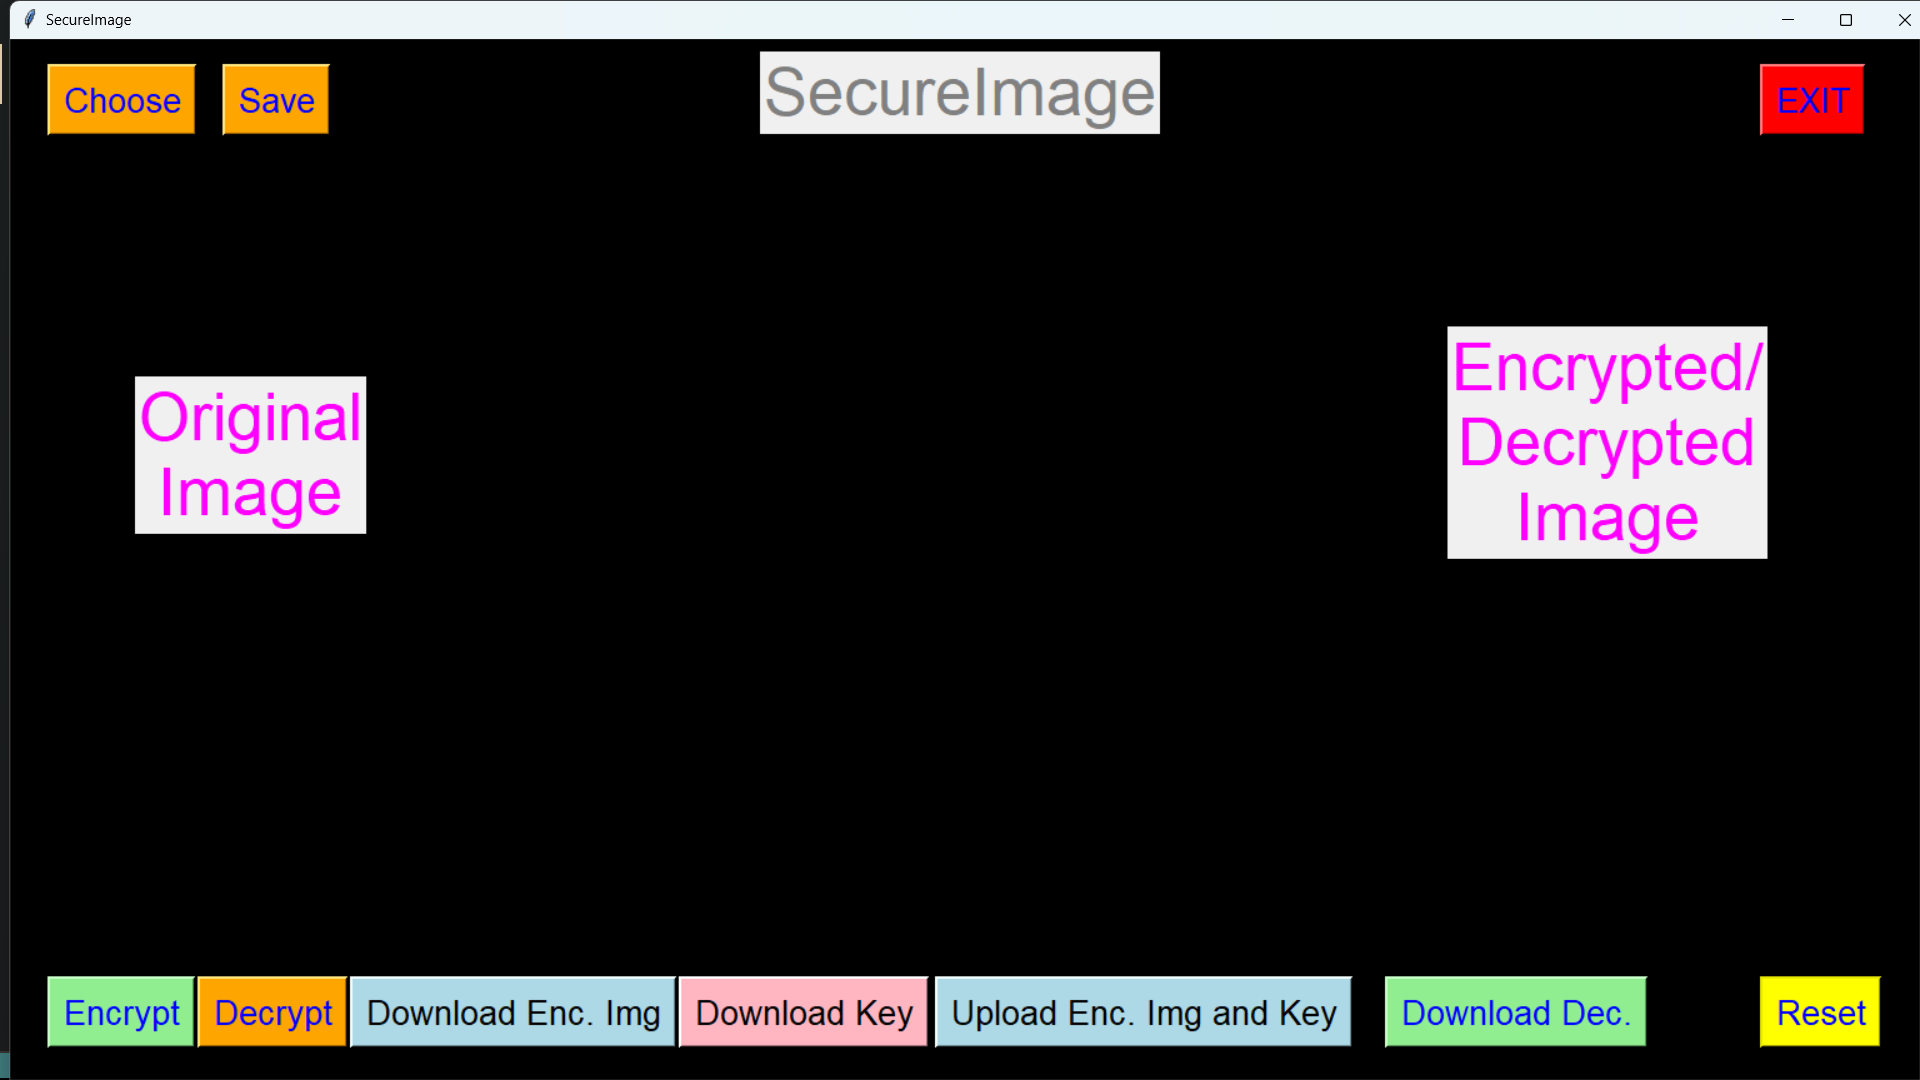 SecureImage
Choose
Save
SecureImage
EXIT
Original
Image
Encrypted/
Decrypted
Image
Encrypt
Decrypt
Download Enc. Img
Download Key
Upload Enc. Img and Key
Download Dec.
Reset